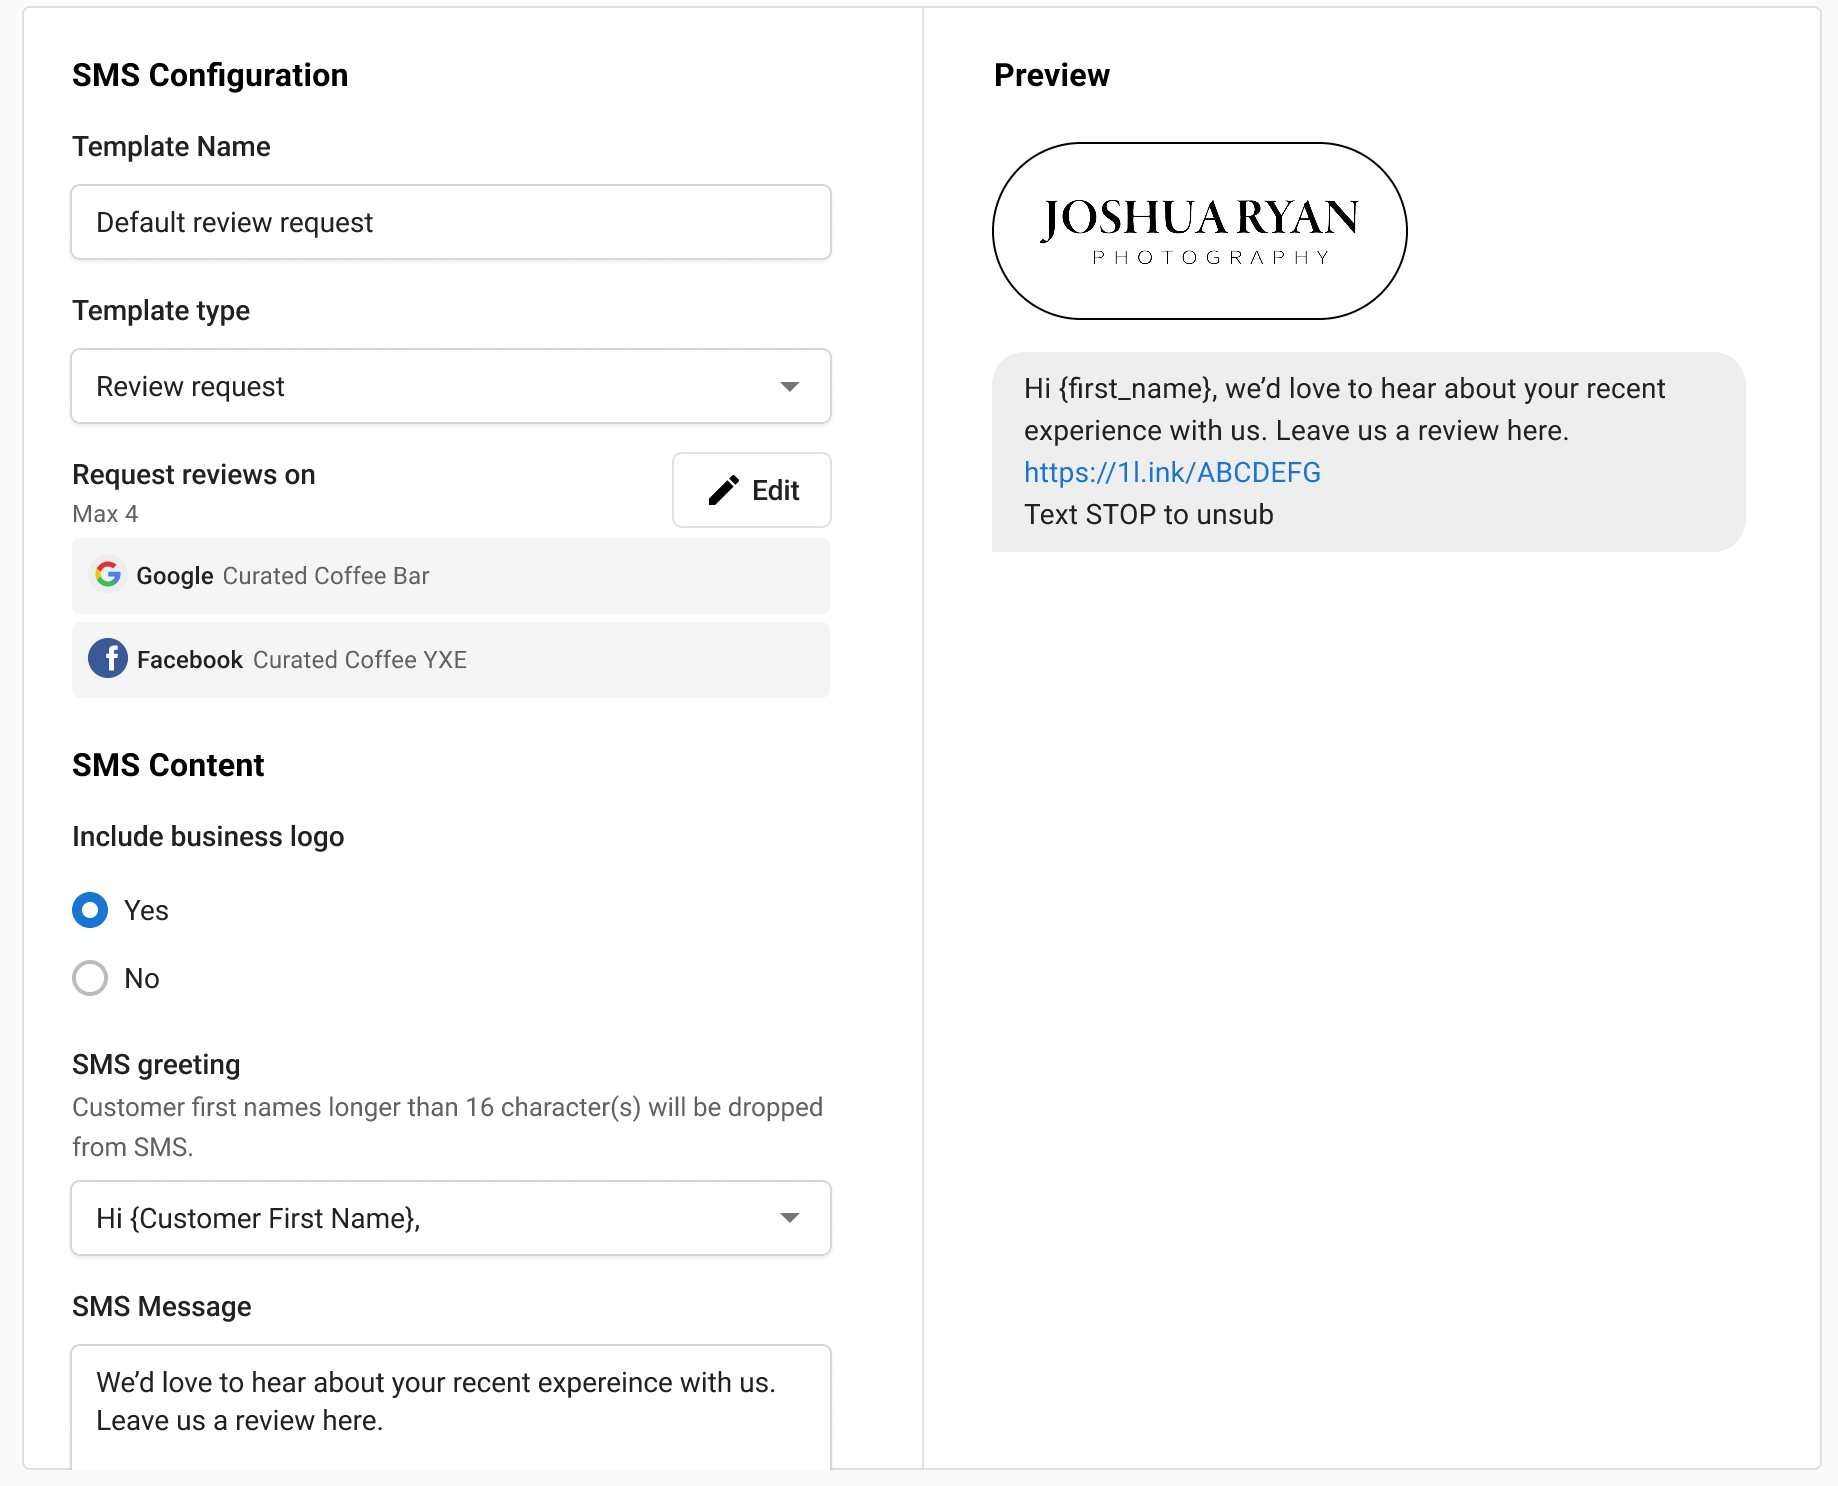 SMS Configuration
Template Name
Default review request
Template type
Review request
Request reviews on
Max 4
Edit
Google Curated Coffee Bar
Facebook Curated Coffee YXE
SMS Content
Include business logo
Yes
No
SMS greeting
Customer first names longer than 16 character(s) will be dropped
from SMS.
Hi {Customer First Name},
SMS Message
We’d love to hear about your recent expereince with us.
Leave us a review here.
Preview
JOSHUA RYAN
PHOTOGRAPHY
Hi {first_name}, we’d love to hear about your recent
experience with us. Leave us a review here.
https://1l.ink/ABCDEFG
Text STOP to unsub